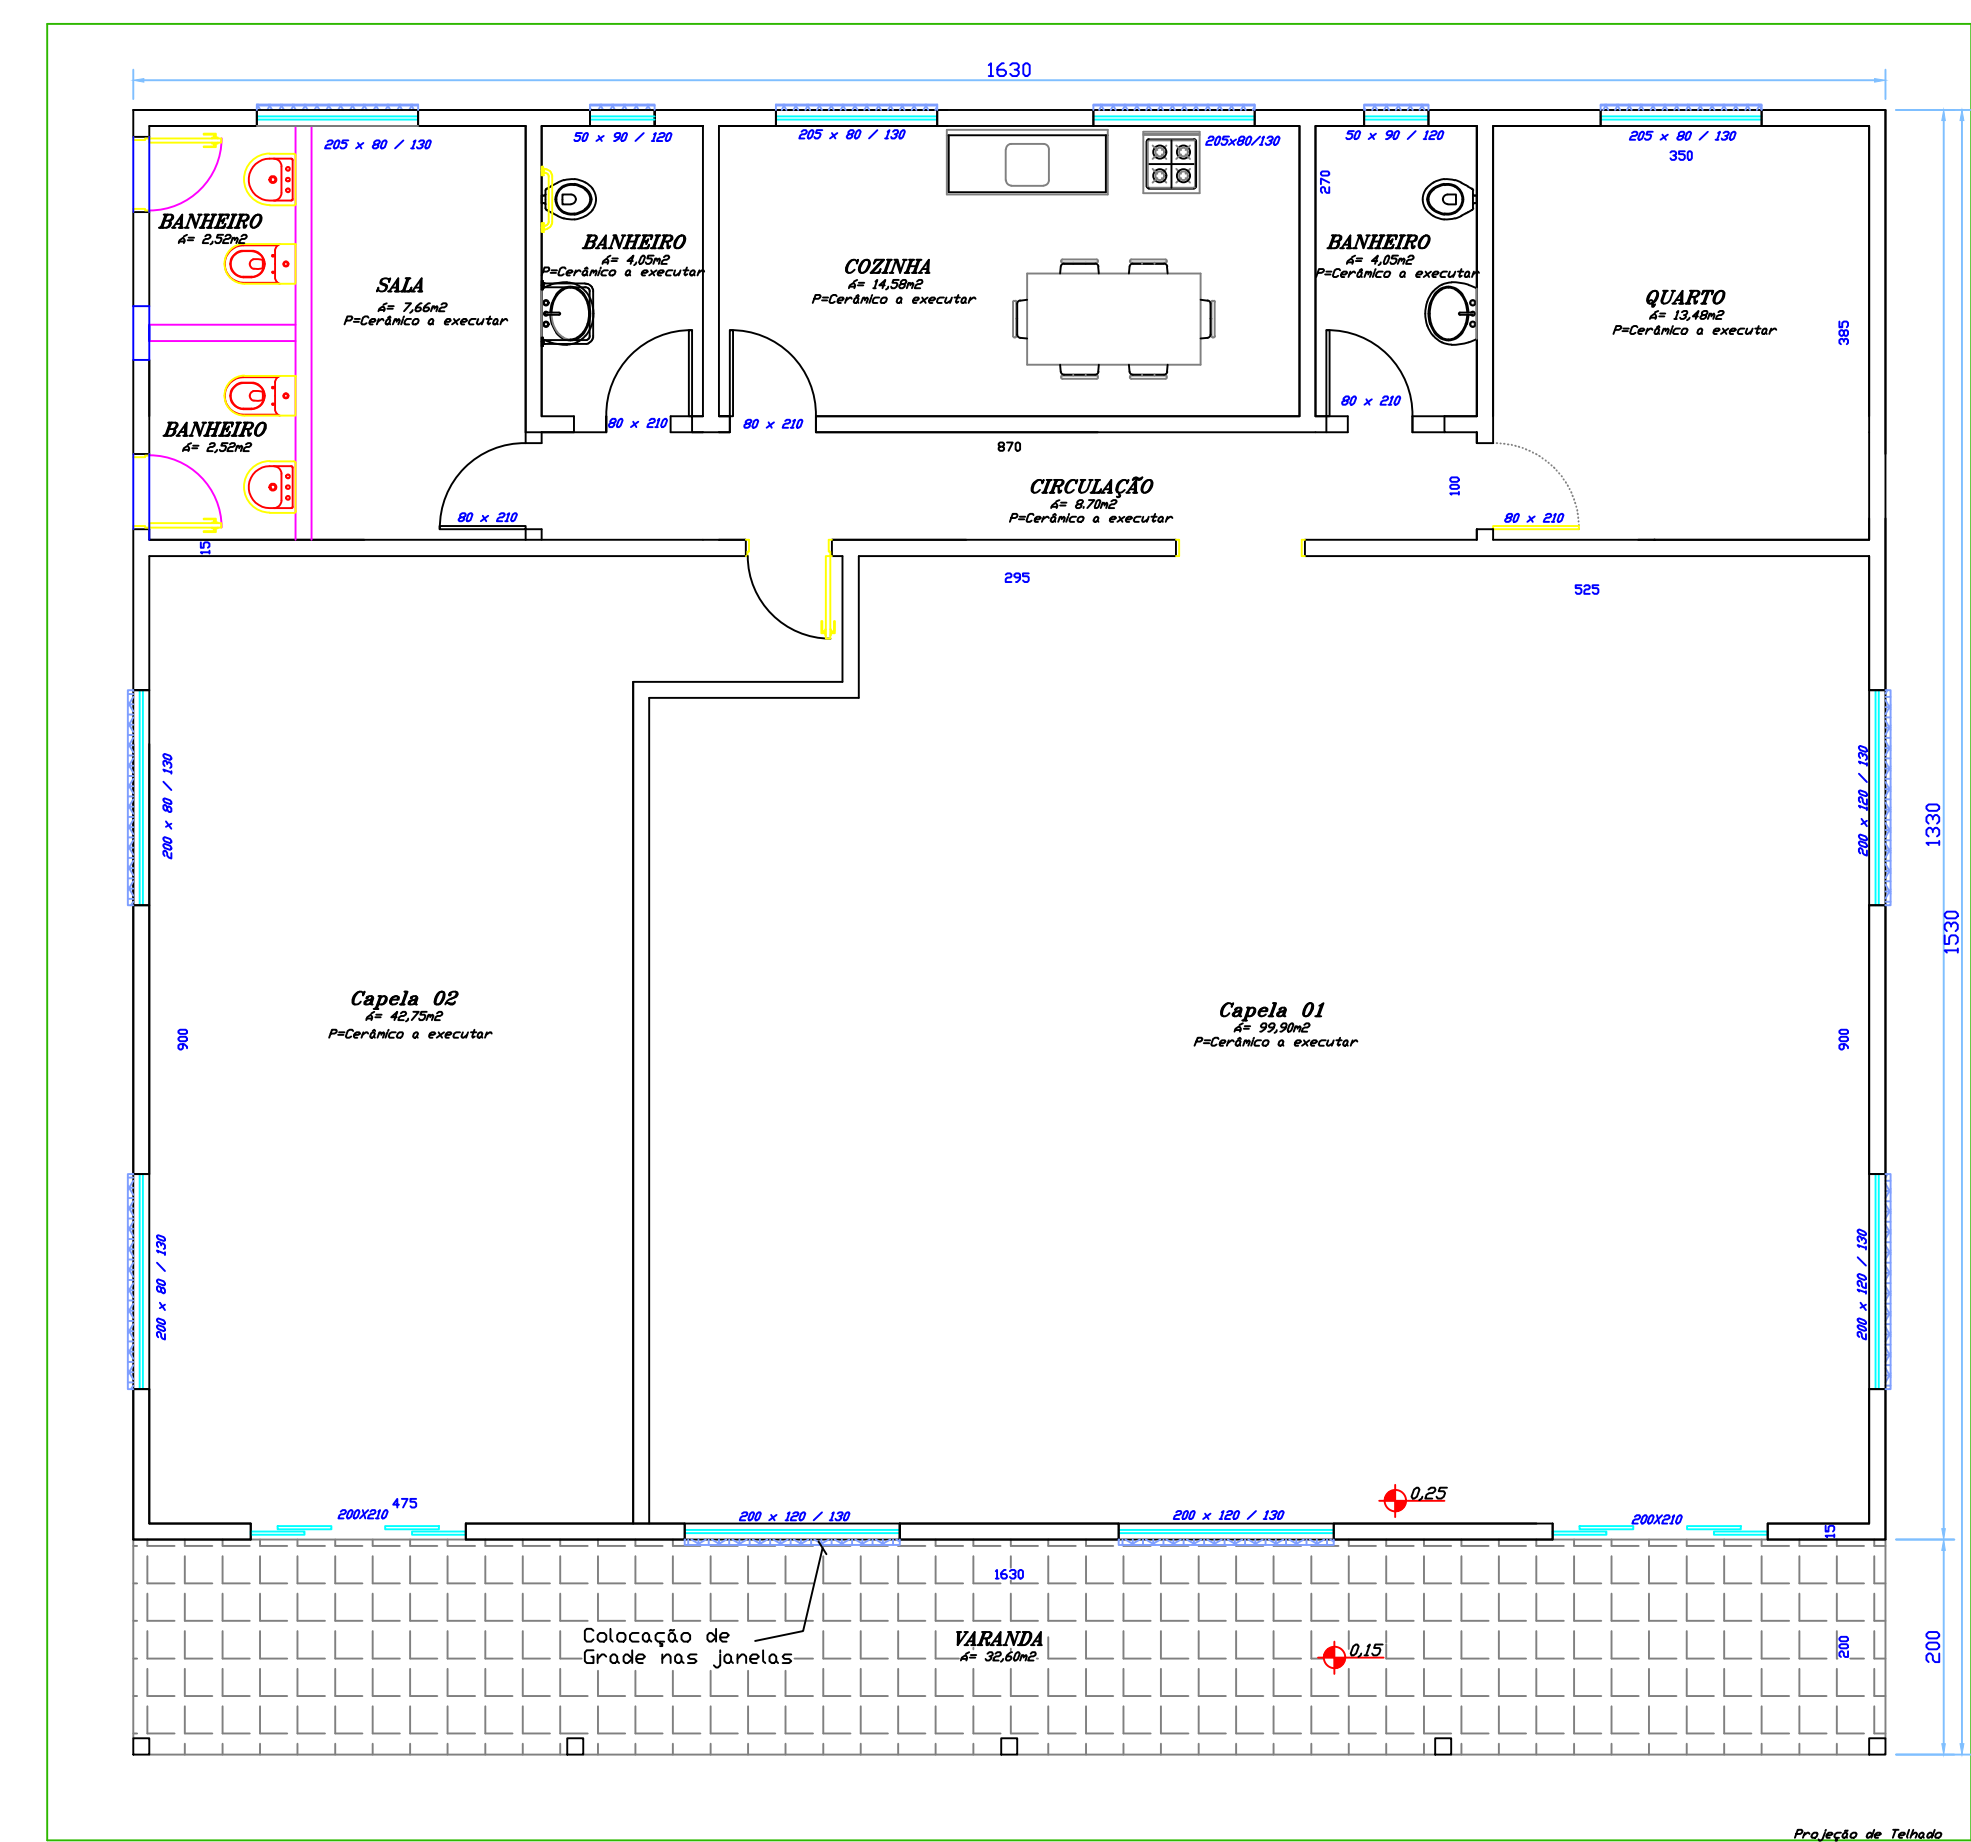 1630
205 x 80 / 130
50 x 90 / 120
205 x 80 / 130
205x80/130
50 x 90 / 120
205 x 80 / 130
350
270
BANHEIRO
A= 2,52m2
SALA
A= 7,66m2
P=Cerâmico a executar
BANHEIRO
A= 4,05m2
P=Cerâmico a executar
COZINHA
A= 14,58m2
P=Cerâmico a executar
BANHEIRO
A= 4,05m2
P=Cerâmico a executar
QUARTO
A= 13,48m2
P=Cerâmico a executar
385
BANHEIRO
A= 2,52m2
80 x 210
80 x 210
80 x 210
870
CIRCULAÇÃO
A= 8.70m2
P=Cerâmico a executar
100
80 x 210
80 x 210
15
295
525
200 x 80 / 130
200 x 120 / 130
1330
1530
Capela 02
A= 42,75m2
P=Cerâmico a executar
Capela 01
A= 99,90m2
P=Cerâmico a executar
900
900
200 x 80 / 130
200 x 120 / 130
475
200X210
200 x 120 / 130
200 x 120 / 130
0,25
200X210
15
1630
Colocação de
Grade nas janelas
VARANDA
A= 32,60m2
0,15
200
200
Projeção de Telhado